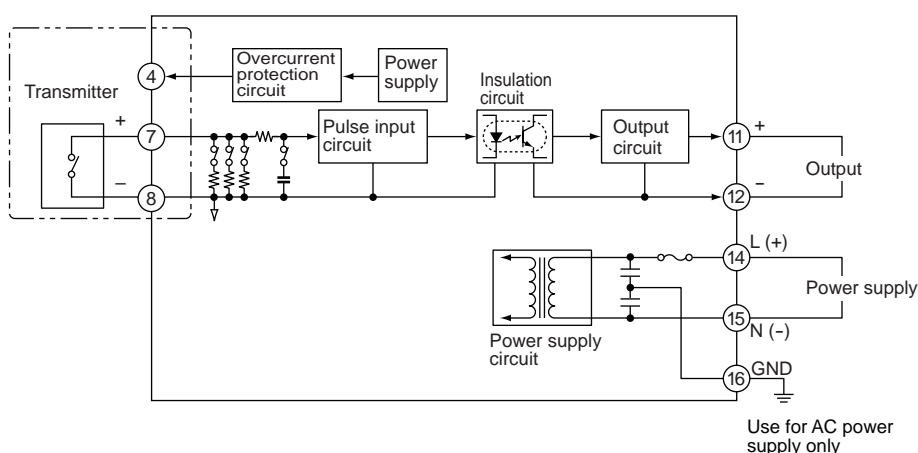 Overcurrent
protection
circuit
Power
supply
Insulation
circuit
4
Transmitter
+
7
Pulse input
circuit
Output
circuit
11
+
Output
−
8
12
−
L (+)
14
Power supply
15
N (−)
Power supply
circuit
GND
16
Use for AC power
supply only